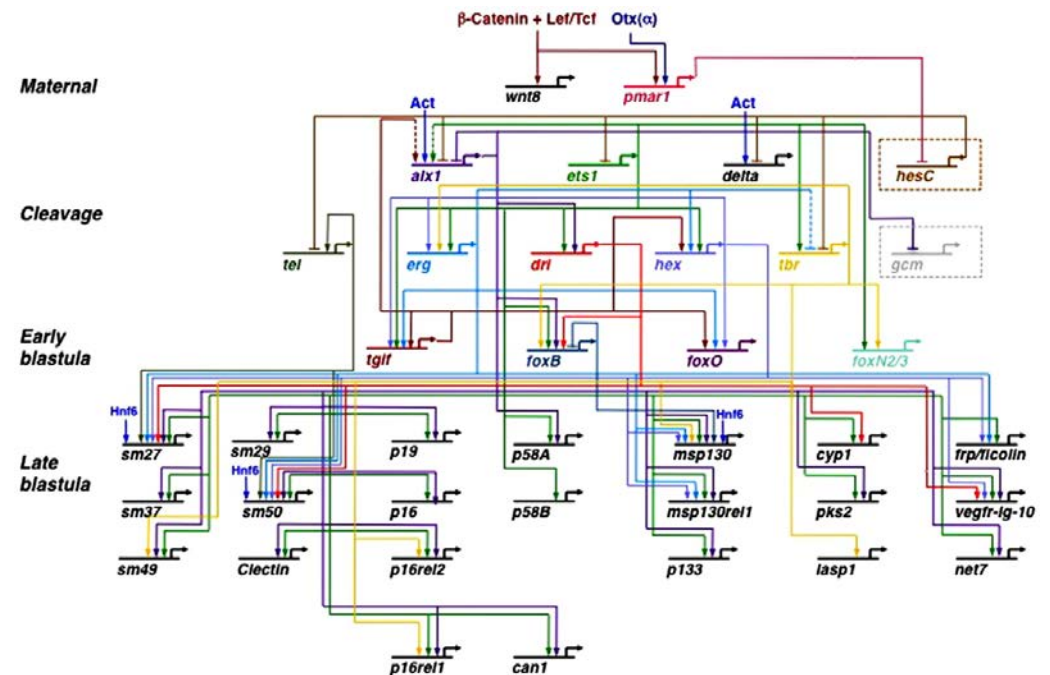 β-Catenin + Lef/Tcf Otx(α)
Maternal
wnt8 pmar1
Act Act
alx1 ets1 delta hesC
Cleavage
tel erg dri hex tbr gcm
Early
blastula
tgif foxB foxO foxN2/3
Hnf6 Hnf6
sm27 sm29 p19 p58A msp130 cyp1 frp/ficolin
Late
blastula
Hnf6
sm37 sm50 p16 p58B msp130rel1 pks2 vegfr-Ig-10
sm49 Clectin p16rel2 p133 lasp1 net7
p16rel1 can1